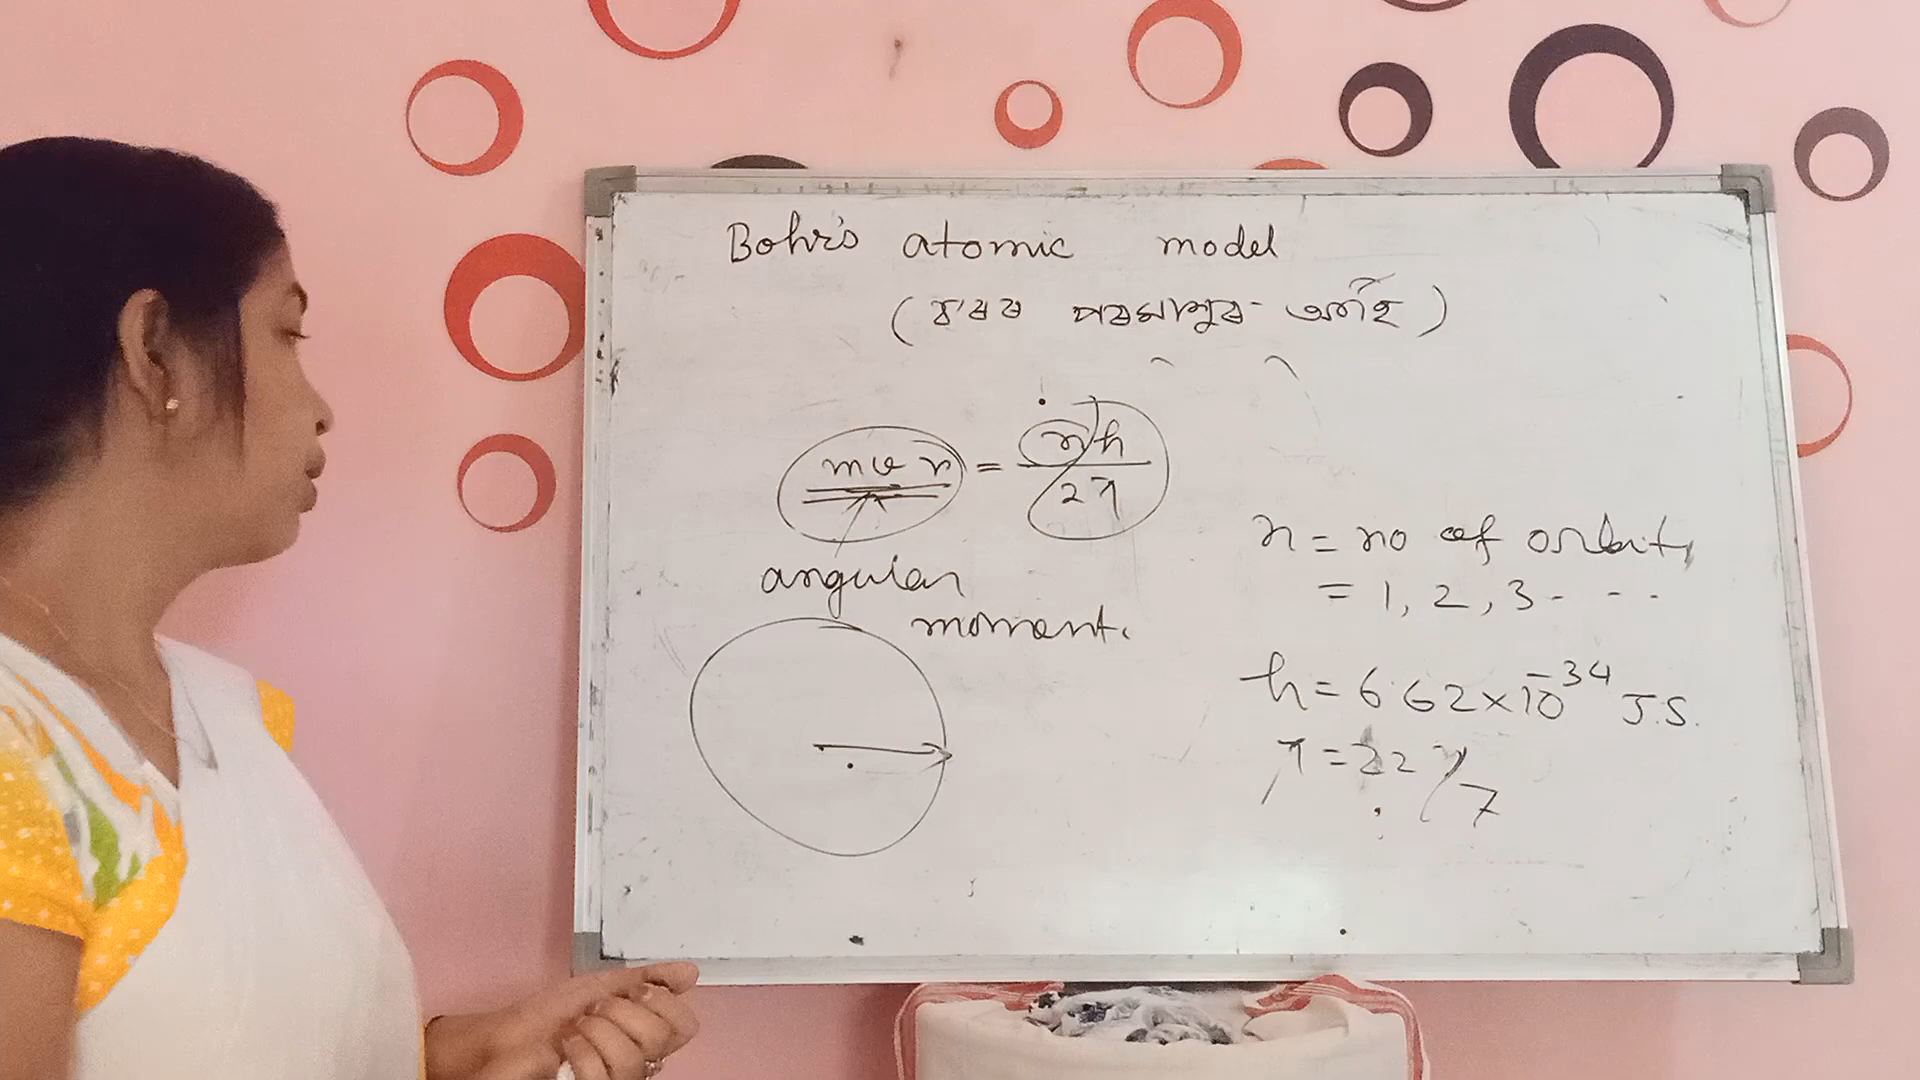 Bohr's atomic model
(ব'ৰৰ পৰমাণুৰ আৰ্হি)
mvr = nh/2π
angular
moment.
n = no of orbit,
= 1, 2, 3 - - - -
h = 6.62 × 10⁻³⁴ J.S.
π = 22/7